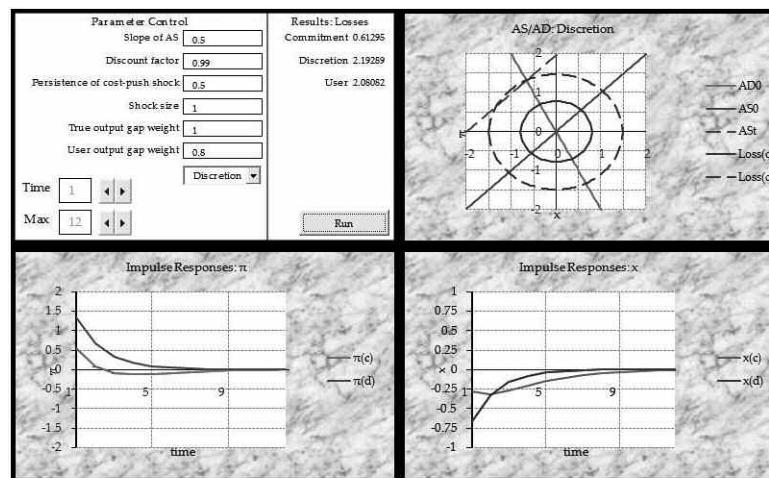 Parameter Control
Slope of AS 0.5
Discount factor 0.99
Persistence of cost-push shock 0.5
Shock size 1
True output gap weight 1
User output gap weight 0.8
Discretion
Time 1
Max 12
Results: Losses
Commitment 0.61295
Discretion 2.19289
User 2.06062
Run
AS/AD: Discretion
2
1
0
-1
-2
-2 -1 0 1 2
π
x
AD0
AS0
ASt
Loss(c
Loss(c
Impulse Responses: π
2
1.5
1
0.5
0
-0.5
-1
-1.5
-2
1 5 9
π
time
π(c)
π(d)
Impulse Responses: x
1
0.75
0.5
0.25
0
-0.25
-0.5
-0.75
-1
1 5 9
x
time
x(c)
x(d)